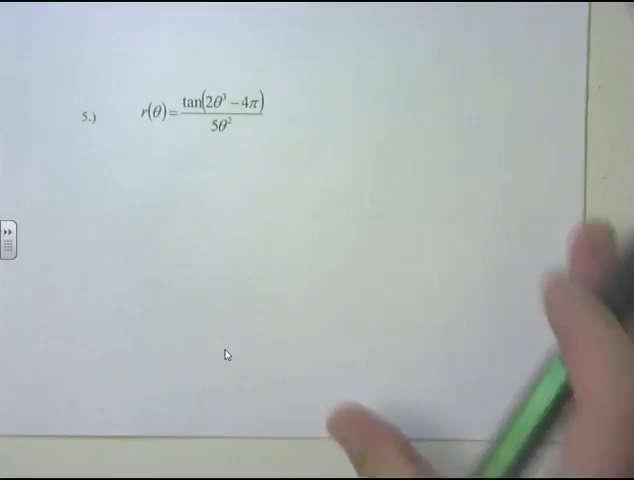 5.) r(θ) = tan(2θ³ − 4π) / 5θ²